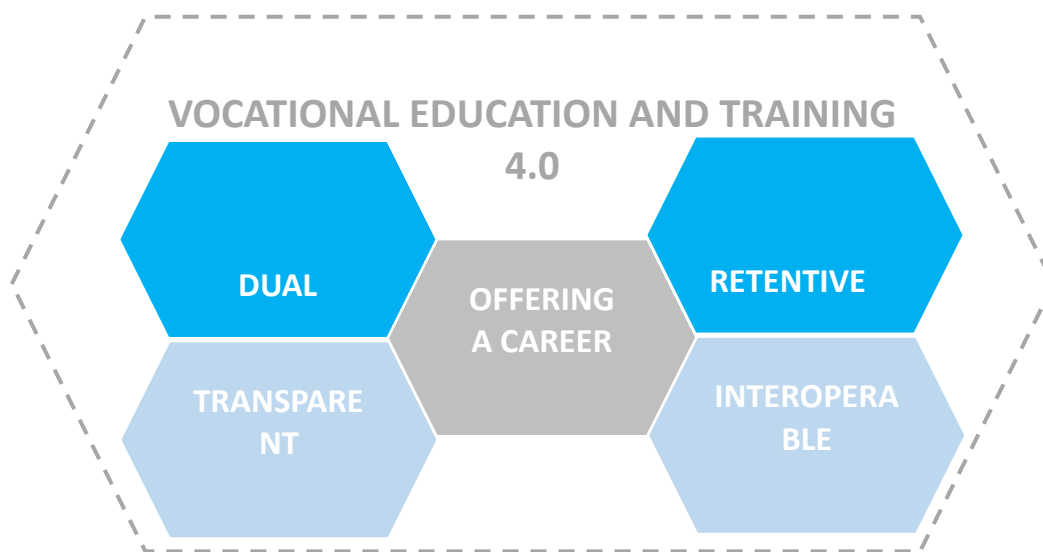 VOCATIONAL EDUCATION AND TRAINING
4.0
DUAL
RETENTIVE
OFFERING
A CAREER
TRANSPARE
NT
INTEROPERA
BLE